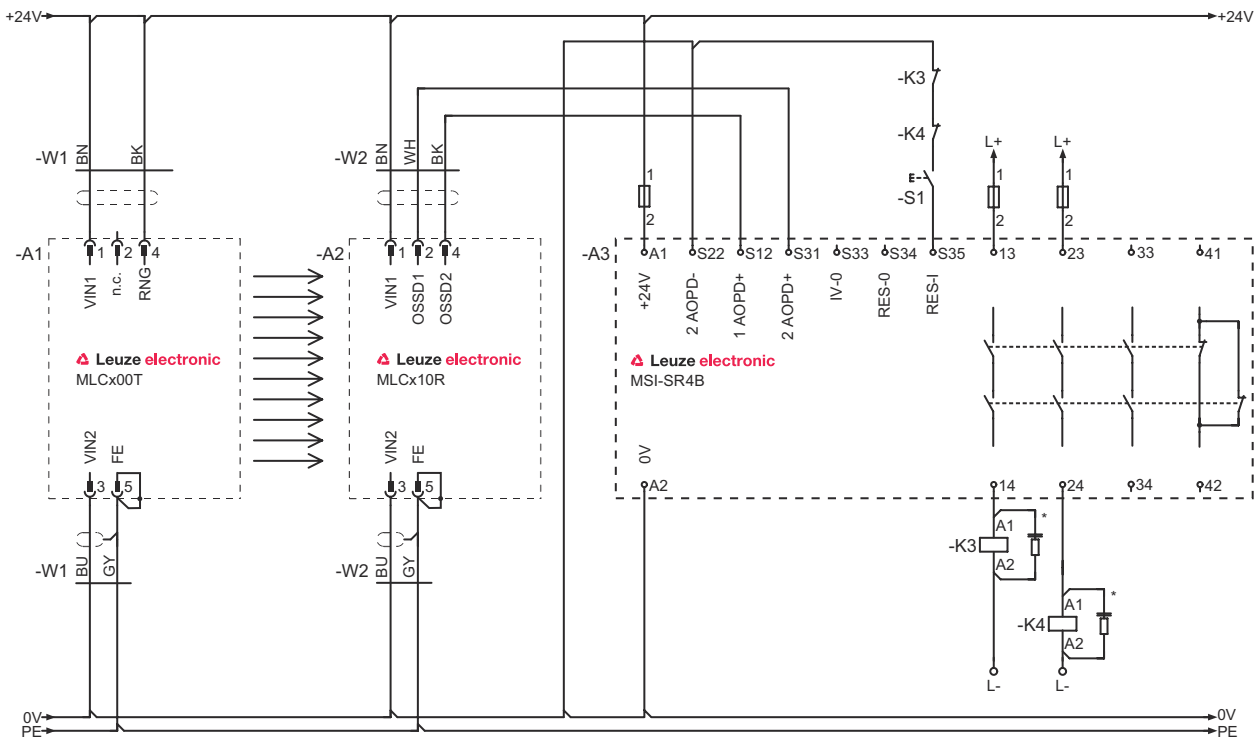 +24V
+24V
-K3
-K4
-S1
L+
L+
-W1
BN
BK
-W2
BN
WH
BK
1
2
1
2
1
2
-A1
1
2
4
VIN1
n.c.
RNG
-A2
1
2
4
VIN1
OSSD1
OSSD2
-A3
A1
S22
S12
S31
S33
S34
S35
13
23
33
41
+24V
2 AOPD-
1 AOPD+
2 AOPD+
IV-0
RES-0
RES-I
Leuze electronic
MLCx00T
Leuze electronic
MLCx10R
Leuze electronic
MSI-SR4B
VIN2
FE
3
5
VIN2
FE
3
5
0V
A2
14
24
34
42
-W1
BU
GY
-W2
BU
GY
-K3
A1
A2
*
-K4
A1
A2
*
L-
L-
0V
0V
PE
PE